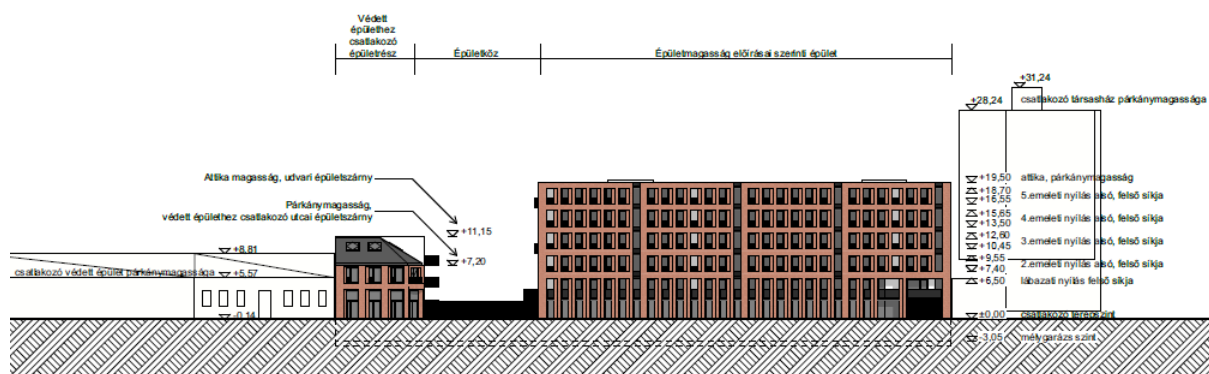 Védett
épülethez
csatlakozó
épületrész
Épületköz
Épületmagasság előírásai szerinti épület
+31,24
+28,24
csatlakozó társasház párkánymagassága
Attika magasság, udvari épületszárny
Párkánymagasság,
védett épülethez csatlakozó utcai épületszárny
+11,15
+7,20
+8,81
csatlakozó védett épület párkánymagassága
+5,57
-0,14
+19,50 attika, párkánymagasság
+18,70
+16,55
5.emeleti nyílás alsó, felső síkja
+15,65
+13,50
4.emeleti nyílás alsó, felső síkja
+12,60
+10,45
3.emeleti nyílás alsó, felső síkja
+9,55
+7,40
2.emeleti nyílás alsó, felső síkja
+6,50 lábazati nyílás felső síkja
±0,00 csatlakozó terepszint
-3,05 mélygarázs szint